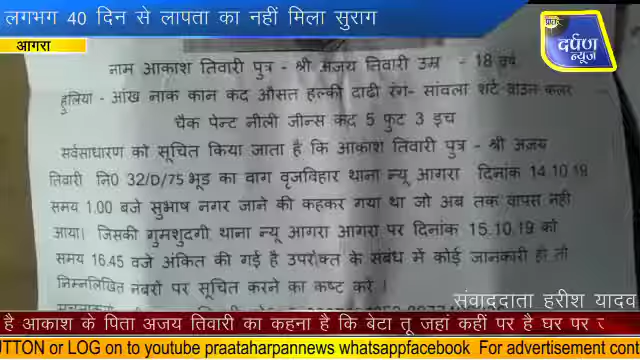 लगभग 40 दिन से लापता का नहीं मिला सुराग
आगरा
प्रातः
दर्पण
न्यूज
नाम आकाश तिवारी पुत्र - श्री अजय तिवारी उम्र - 18 वर्ष
हुलिया - आंख नाक कान कद औसत हल्की दाढी रंग- सांवला शर्ट ब्राउन कलर
चैक पेन्ट नीली जीन्स कद 5 फुट 3 इंच
सर्वसाधारण को सूचित किया जाता है कि आकाश तिवारी पुत्र - श्री अजय
तिवारी नि0 32/D/75 भूड का बाग वृजविहार थाना न्यू आगरा दिनांक 14.10.19
समय 1.00 बजे सुभाष नगर जाने की कहकर गया था जो अब तक वापस नही
आया। जिसकी गुमशुदगी थाना न्यू आगरा आगरा पर दिनांक 15.10.19 को
समय 16.45 वजे अंकित की गई है उपरोक्त के संबंध में कोई जानकारी हो तो
निम्नलिखित नंबरों पर सूचित करने का कष्ट करें ।
संवाददाता हरीश यादव
है आकाश के पिता अजय तिवारी का कहना है कि बेटा तू जहां कहीं पर है घर पर
UTTON or LOG on to youtube praataharpannews whatsappfacebook For advertisement con